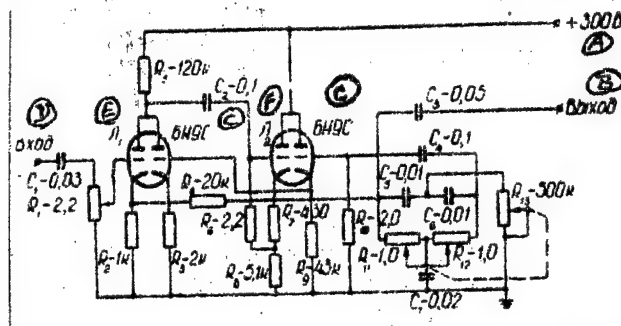 +300В
A
R₅-120к
B
C₃-0,05
Выход
E
C₂-0,1
F
G
C
V
Л₁
6Н9С
Л₂
6Н9С
C₄-0,1
Вход
C₁-0,03
C₅-0,01
R₁₃-500к
R₁-2,2
R₄-20к
R₆-2,2
R₇-430
R₁₀-2,0
C₆-0,01
R₂-1к
R₃-2к
R₈-5,1к
R₉-43к
R₁₁-1,0
R₁₂-1,0
C₇-0,02